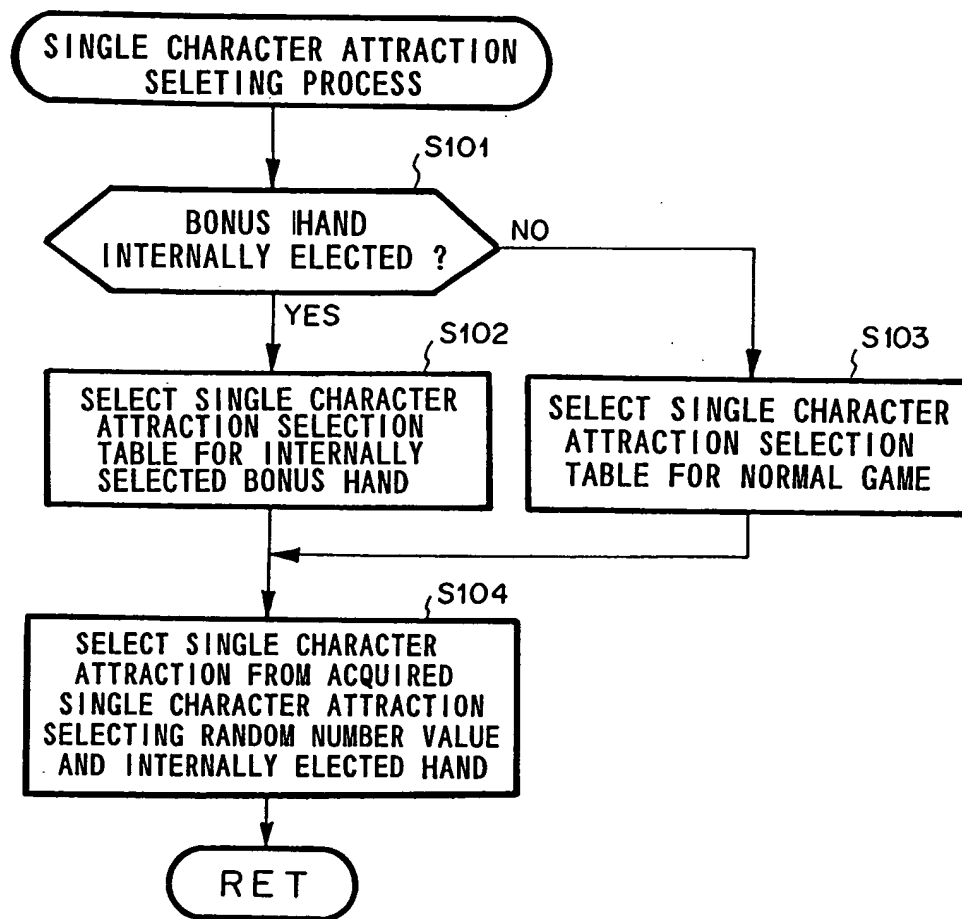 SINGLE CHARACTER ATTRACTION
SELETING PROCESS
S101
BONUS HAND
INTERNALLY ELECTED ?
NO
YES
S102
SELECT SINGLE CHARACTER
ATTRACTION SELECTION
TABLE FOR INTERNALLY
SELECTED BONUS HAND
S103
SELECT SINGLE CHARACTER
ATTRACTION SELECTION
TABLE FOR NORMAL GAME
S104
SELECT SINGLE CHARACTER
ATTRACTION FROM ACQUIRED
SINGLE CHARACTER ATTRACTION
SELECTING RANDOM NUMBER VALUE
AND INTERNALLY ELECTED HAND
RET